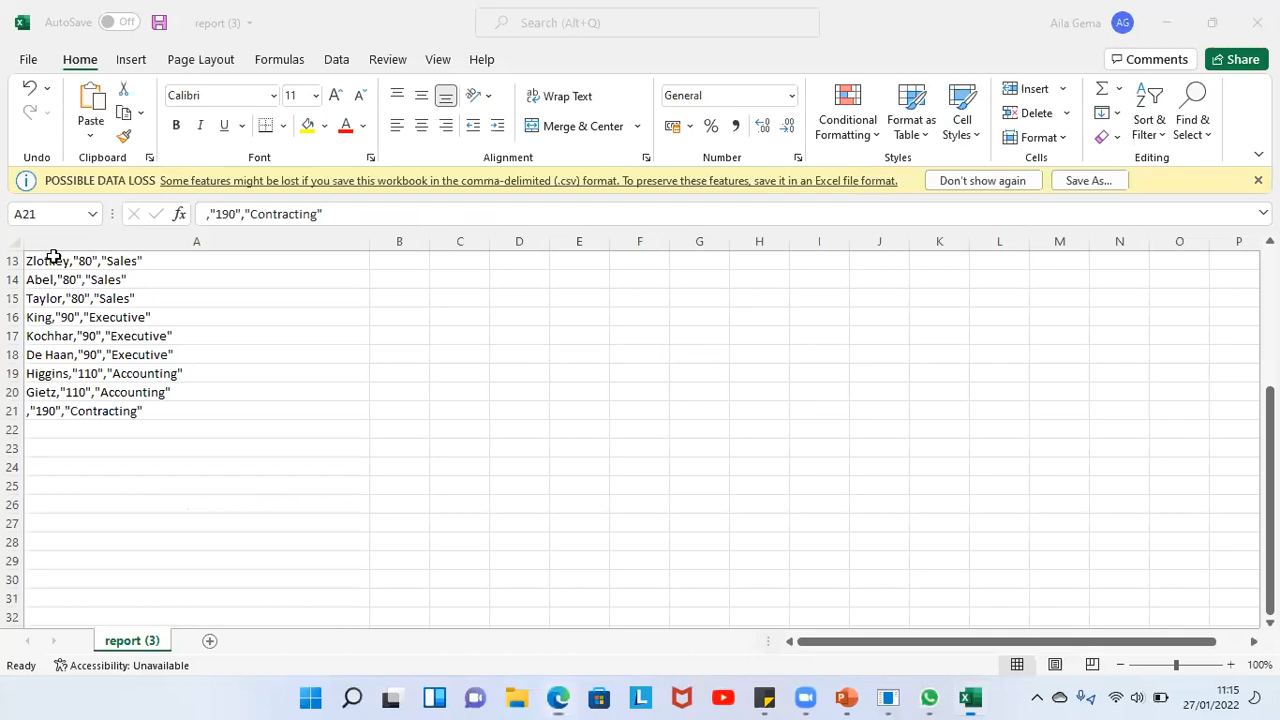 AutoSave Off report (3) Search (Alt+Q) Aila Gema AG
File Home Insert Page Layout Formulas Data Review View Help Comments Share
Paste Calibri 11 Wrap Text General Conditional Formatting Format as Table Cell Styles Insert Sort & Filter Find & Select
B I U Merge & Center Delete
Format
Undo Clipboard Font Alignment Number Styles Cells Editing
POSSIBLE DATA LOSS Some features might be lost if you save this workbook in the comma-delimited (.csv) format. To preserve these features, save it in an Excel file format. Don't show again Save As...
A21 fx ,"190","Contracting"
A B C D E F G H I J K L M N O P
13 Zlotkey,"80","Sales"
14 Abel,"80","Sales"
15 Taylor,"80","Sales"
16 King,"90","Executive"
17 Kochhar,"90","Executive"
18 De Haan,"90","Executive"
19 Higgins,"110","Accounting"
20 Gietz,"110","Accounting"
21 ,"190","Contracting"
22
23
24
25
26
27
28
29
30
31
32
report (3)
Ready Accessibility: Unavailable 100%
11:15
27/01/2022